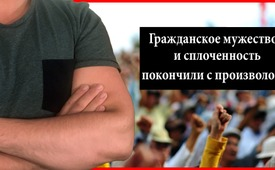 Гражданское мужество
и сплоченность
покончили с произволо